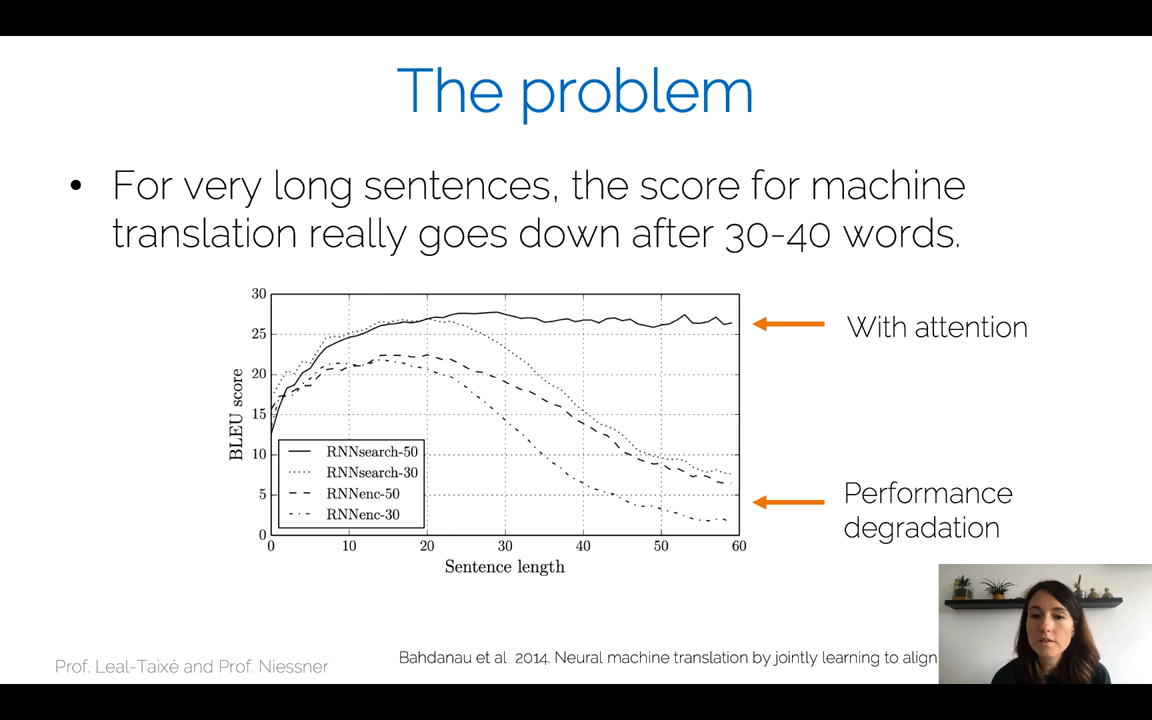 The problem
• For very long sentences, the score for machine
translation really goes down after 30-40 words.
30
25
20
15
10
5
0
BLEU score
RNNsearch-50
RNNsearch-30
RNNenc-50
RNNenc-30
0 10 20 30 40 50 60
Sentence length
With attention
Performance
degradation
Prof. Leal-Taixé and Prof. Niessner
Bahdanau et al 2014. Neural machine translation by jointly learning to align